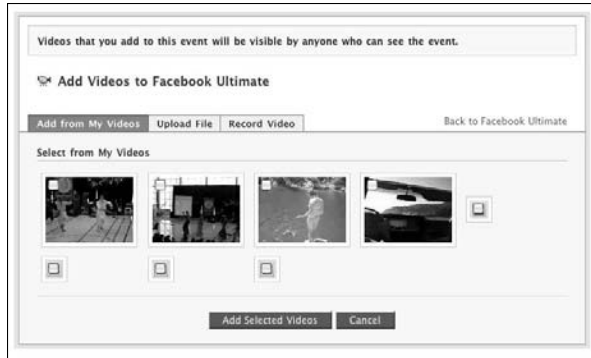 Videos that you add to this event will be visible by anyone who can see the event.
Add Videos to Facebook Ultimate
Add from My Videos Upload File Record Video Back to Facebook Ultimate
Select from My Videos
Add Selected Videos Cancel